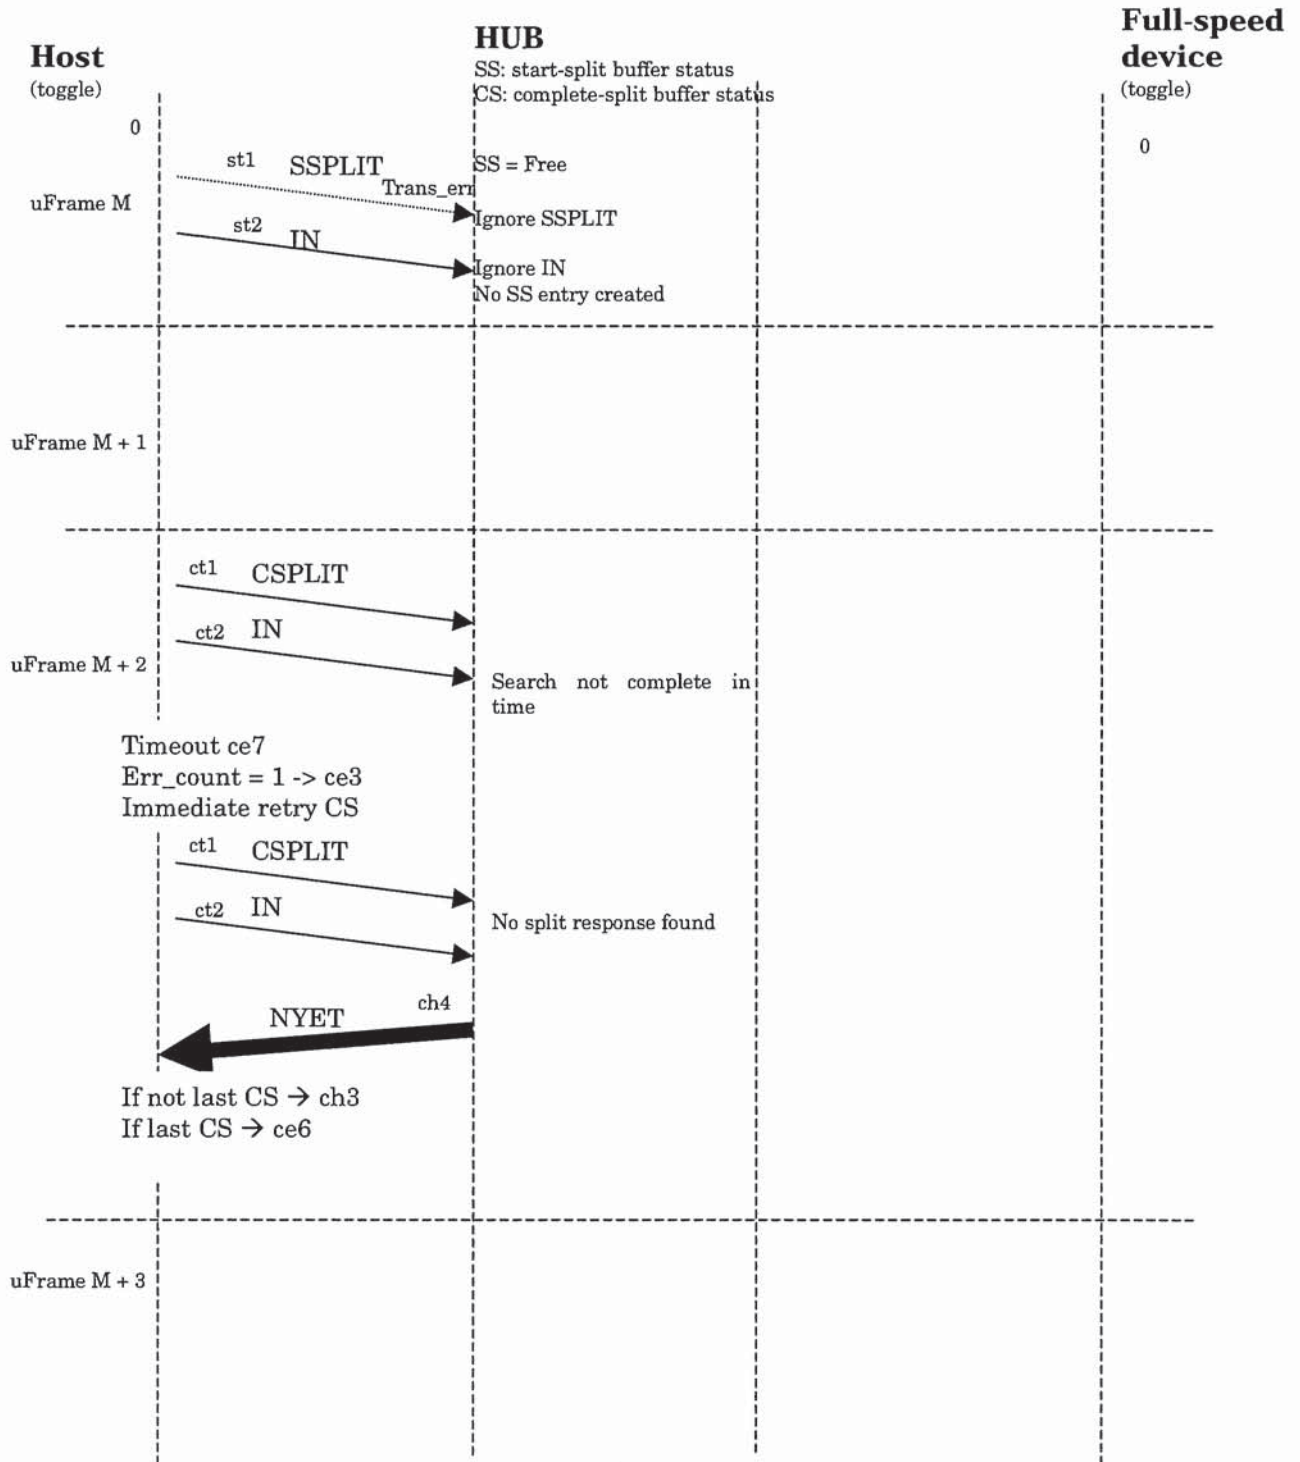 Host
(toggle)
HUB
SS: start-split buffer status
CS: complete-split buffer status
Full-speed
device
(toggle)
0
0
st1 SSPLIT
SS = Free
Trans_err
uFrame M
Ignore SSPLIT
st2 IN
Ignore IN
No SS entry created
uFrame M + 1
ct1 CSPLIT
ct2 IN
uFrame M + 2
Search not complete in
time
Timeout ce7
Err_count = 1 -> ce3
Immediate retry CS
ct1 CSPLIT
ct2 IN
No split response found
NYET ch4
If not last CS → ch3
If last CS → ce6
uFrame M + 3